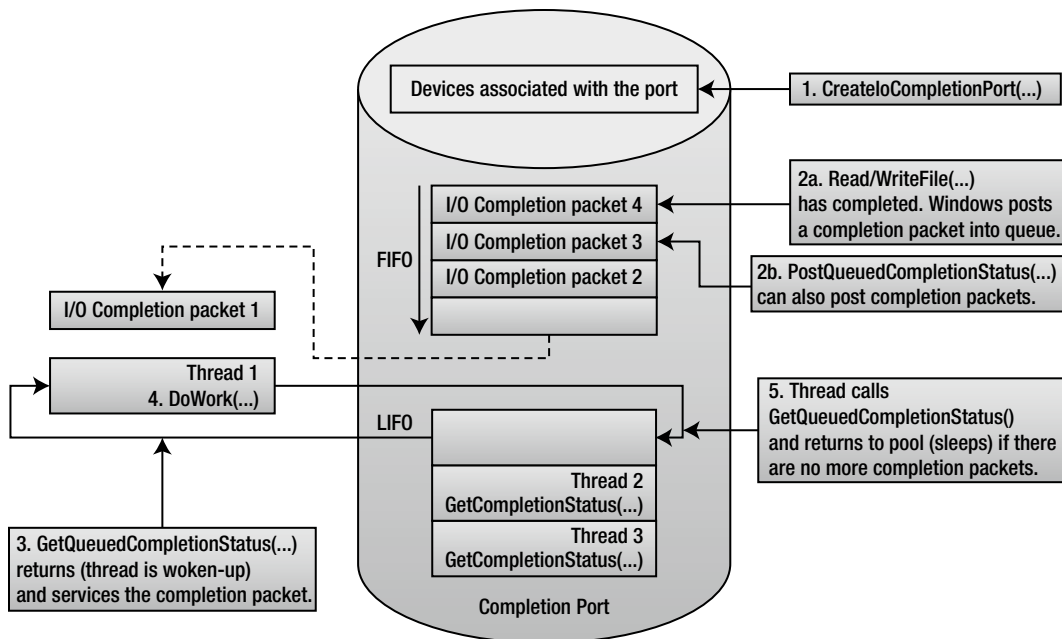 Devices associated with the port
1. CreateIoCompletionPort(...)
2a. Read/WriteFile(...)
has completed. Windows posts
a completion packet into queue.
I/O Completion packet 4
I/O Completion packet 3
I/O Completion packet 2
FIFO
2b. PostQueuedCompletionStatus(...)
can also post completion packets.
I/O Completion packet 1
Thread 1
4. DoWork(...)
LIFO
5. Thread calls
GetQueuedCompletionStatus()
and returns to pool (sleeps) if there
are no more completion packets.
Thread 2
GetCompletionStatus(...)
Thread 3
GetCompletionStatus(...)
3. GetQueuedCompletionStatus(...)
returns (thread is woken-up)
and services the completion packet.
Completion Port